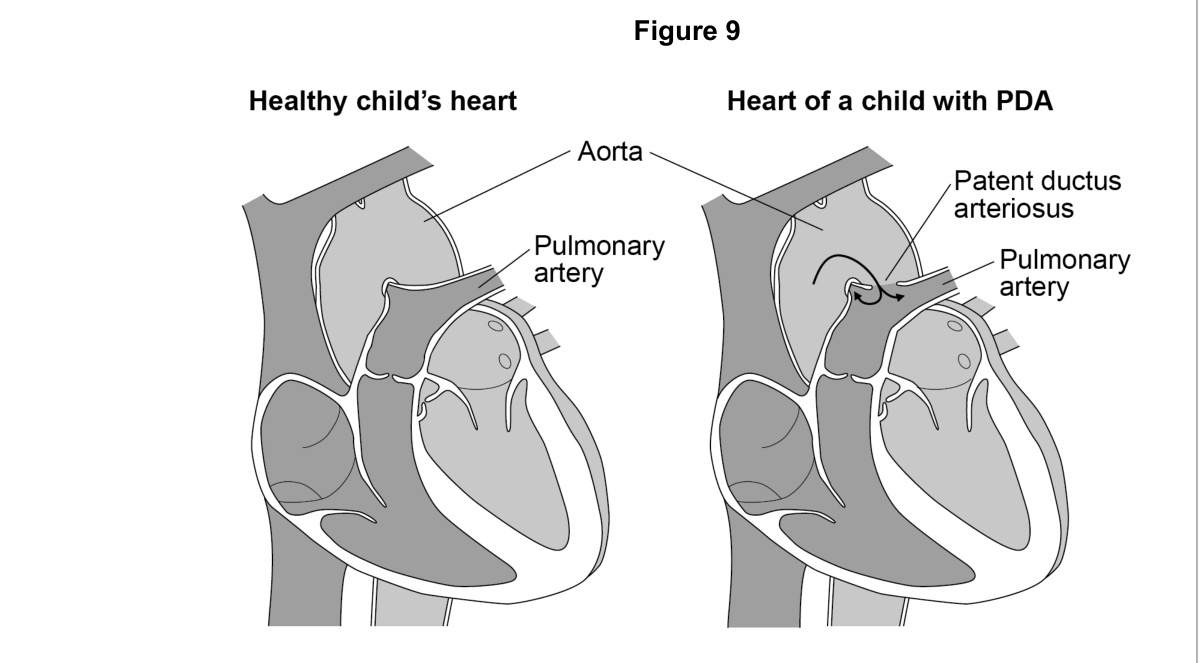 Figure 9
Healthy child’s heart
Heart of a child with PDA
Aorta
Patent ductus
arteriosus
Pulmonary
artery
Pulmonary
artery